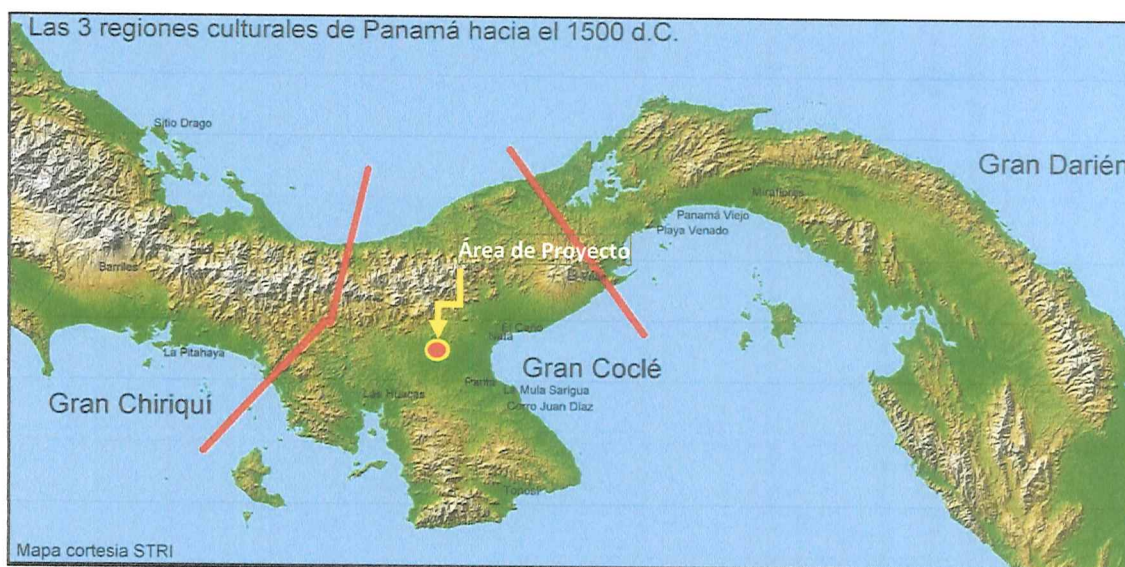 Las 3 regiones culturales de Panamá hacia el 1500 d.C.
Sitio Drago
Gran Darién
Miraflores
Panamá Viejo
Playa Venado
Área de Proyecto
Barriles
El Caño
Natá
La Pitahaya
Gran Coclé
Gran Chiriquí
Las Huacas
Parita
La Mula Sarigua
Cerro Juan Díaz
Tonosí
Mapa cortesia STRI